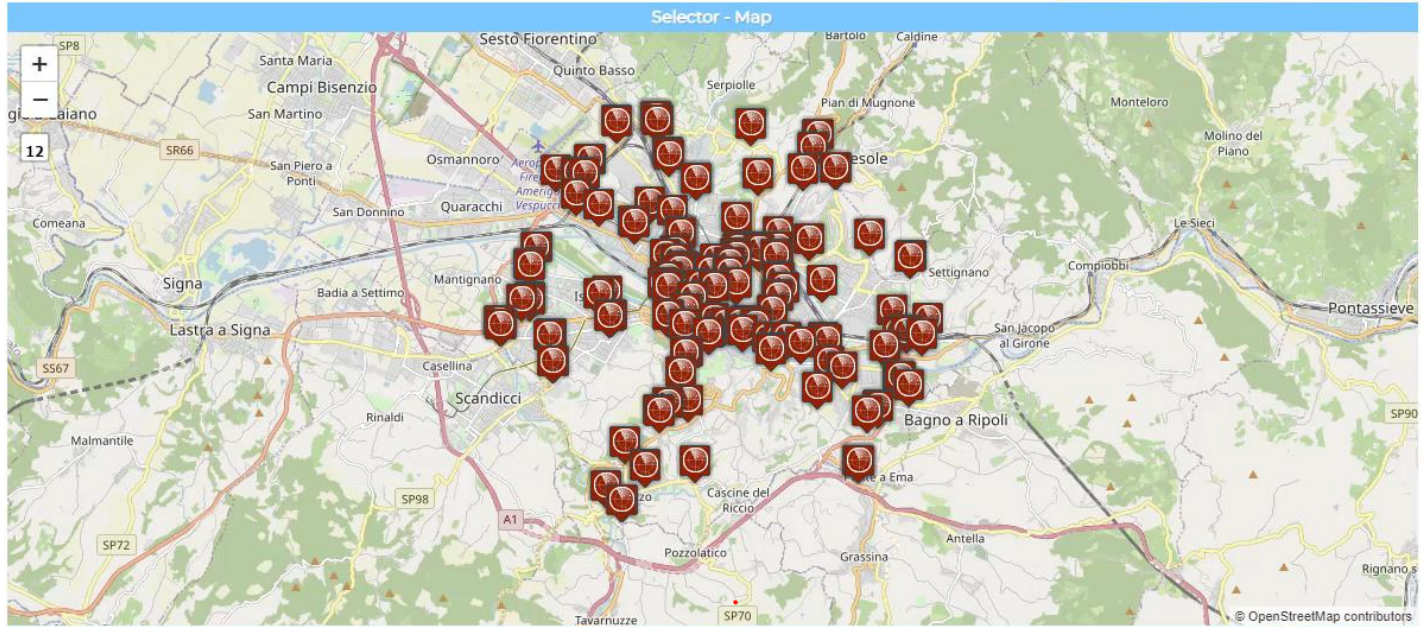 Selector - Map
+
−
12
SP8
Sesto Fiorentino
Bartolo
Caldine
Santa Maria
Quinto Basso
Campi Bisenzio
Serpiolle
San Martino
Pian di Mugnone
Monteloro
Molino del
Piano
SR66
Osmannoro
San Piero a
Ponti
San Donnino
Quaracchi
Comeana
Le Sieci
Signa
Mantignano
Settignano
Compiobbi
Badia a Settimo
Pontassieve
Lastra a Signa
San Jacopo
al Girone
SS67
Casellina
Scandicci
Rinaldi
Bagno a Ripoli
SP90
Malmantile
SP98
Cascine del
Riccio
A1
SP72
Antella
Pozzolatico
Grassina
Rignano s
SP70
Tavarnuzze
© OpenStreetMap contributors